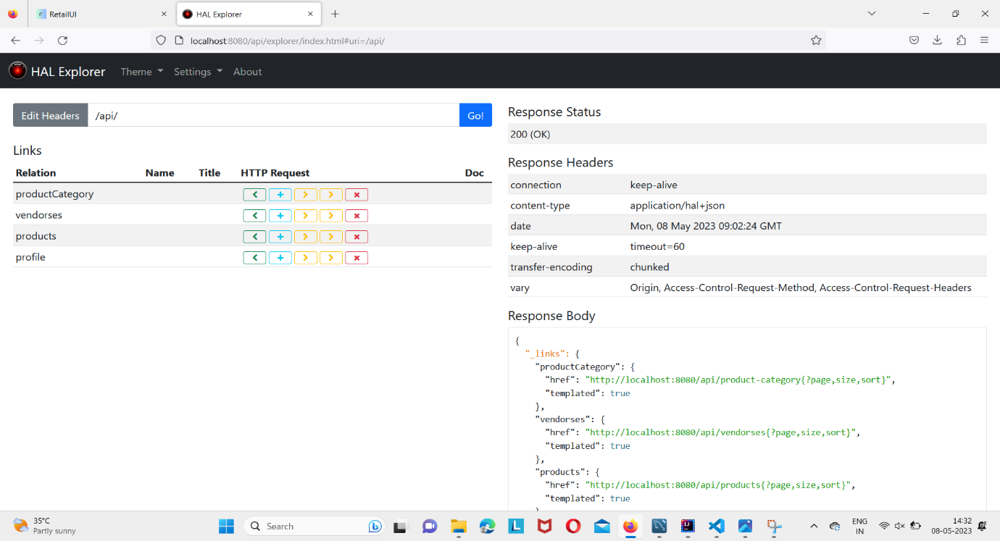 RetailUI
HAL Explorer
localhost:8080/api/explorer/index.html#uri=/api/
HAL Explorer Theme Settings About
Edit Headers /api/ Go!
Links
Relation Name Title HTTP Request Doc
productCategory
vendorses
products
profile
Response Status
200 (OK)
Response Headers
connection keep-alive
content-type application/hal+json
date Mon, 08 May 2023 09:02:24 GMT
keep-alive timeout=60
transfer-encoding chunked
vary Origin, Access-Control-Request-Method, Access-Control-Request-Headers
Response Body
{
"_links": {
"productCategory": {
"href": "http://localhost:8080/api/product-category{?page,size,sort}",
"templated": true
},
"vendorses": {
"href": "http://localhost:8080/api/vendorses{?page,size,sort}",
"templated": true
},
"products": {
"href": "http://localhost:8080/api/products{?page,size,sort}",
"templated": true
35°C
Partly sunny
Search
L
IJ
ENG
IN
14:32
08-05-2023